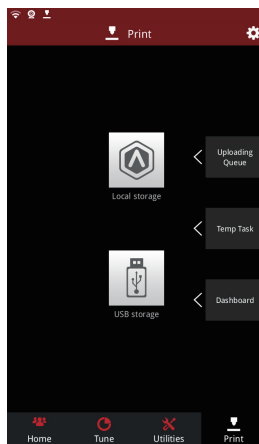 Print
Uploading
Queue
Local storage
Temp Task
Dashboard
USB storage
Home
Tune
Utilities
Print